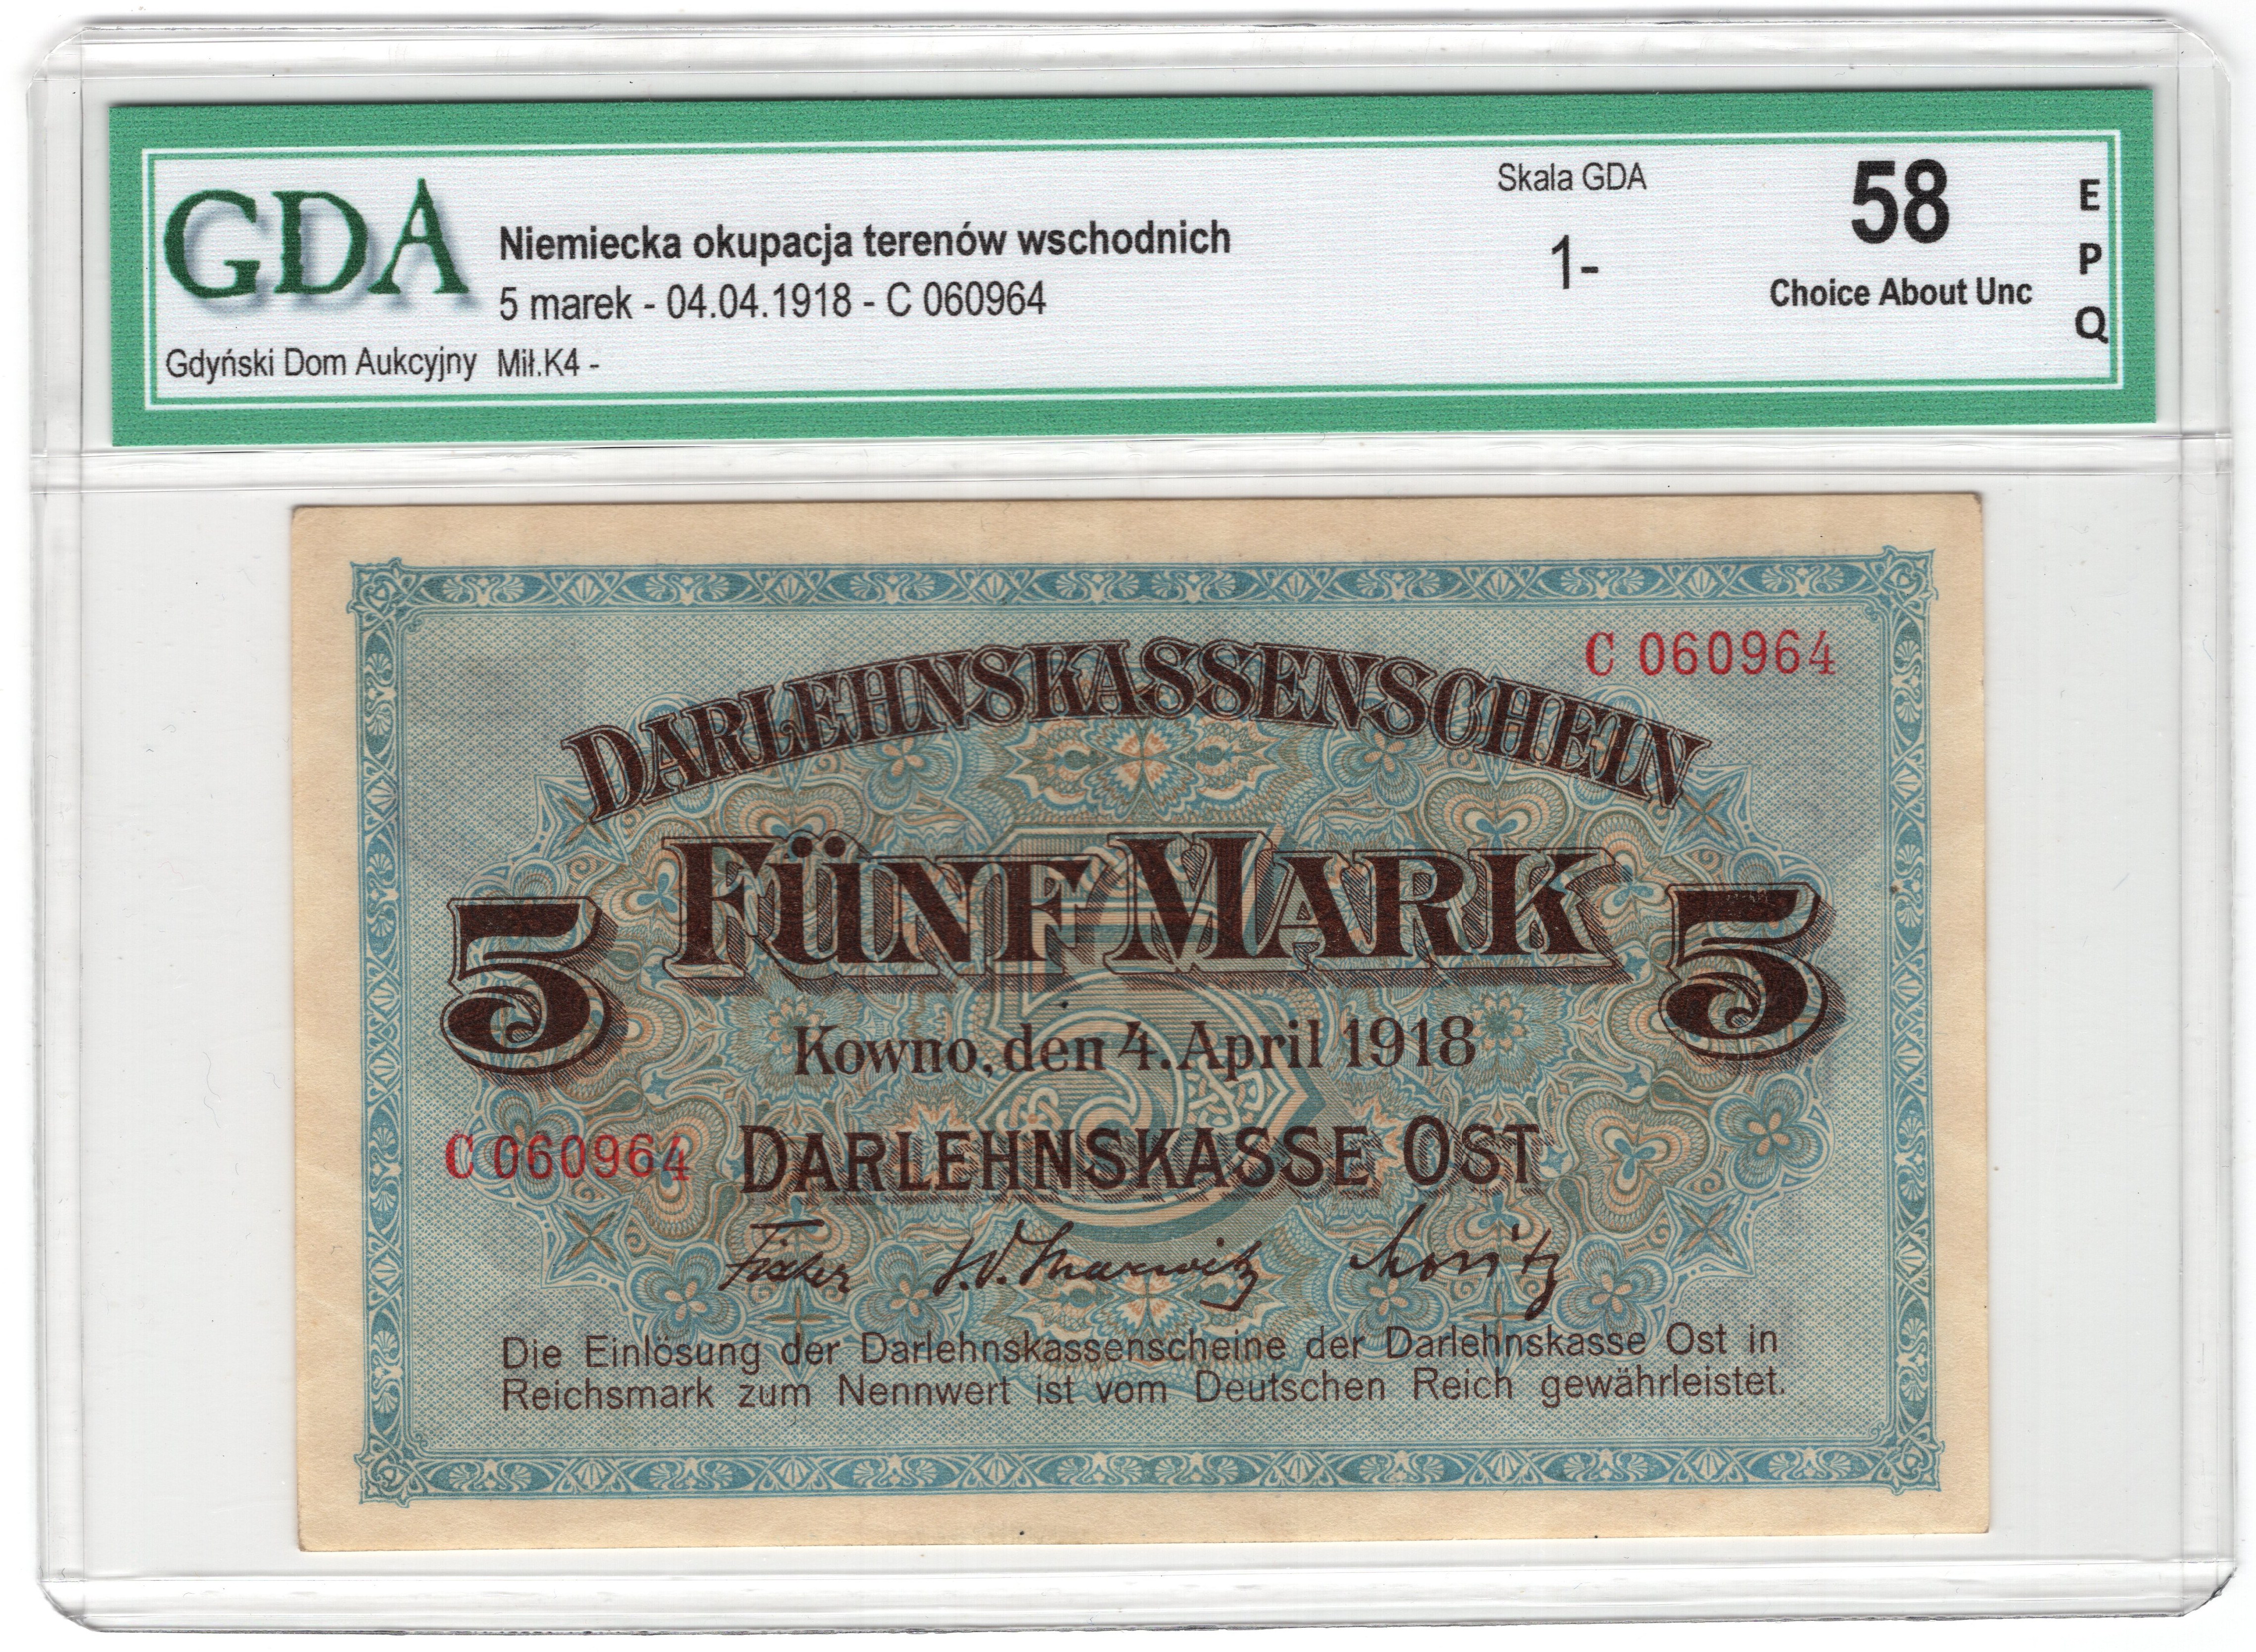 GDA
Gdyński Dom Aukcyjny
Niemiecka okupacja terenów wschodnich
5 marek - 04.04.1918 - C 060964
Mił.K4 -
Skala GDA
1-
58
Choice About Unc
EPQ
C 060964
DARLEHNSKASSENSCHEIN
5 FÜNF MARK 5
Kowno, den 4. April 1918
C 060964 DARLEHNSKASSE OST
Die Einlösung der Darlehnskassenscheine der Darlehnskasse Ost in
Reichsmark zum Nennwert ist vom Deutschen Reich gewährleistet.